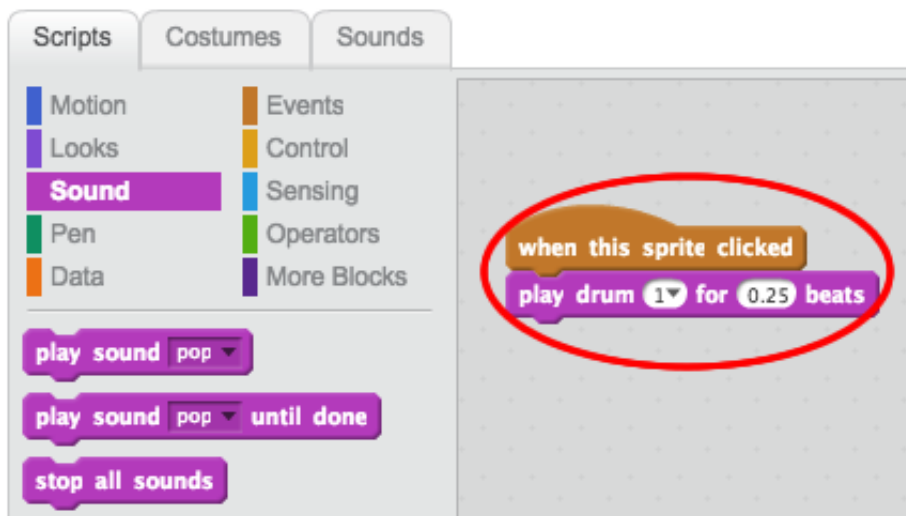 Scripts Costumes Sounds
Motion Events
Looks Control
Sound Sensing
Pen Operators
Data More Blocks
play sound pop
play sound pop until done
stop all sounds
when this sprite clicked
play drum 1 for 0.25 beats